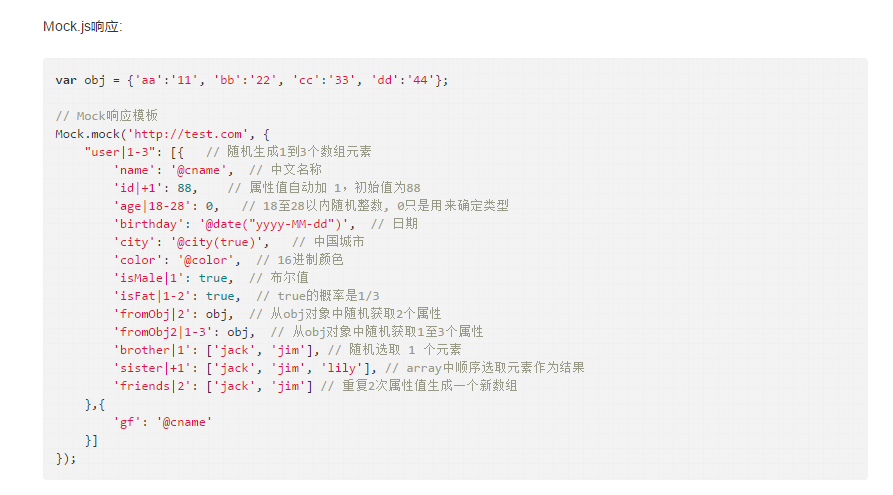 Mock.js响应:
var obj = {'aa':'11', 'bb':'22', 'cc':'33', 'dd':'44'};
// Mock响应模板
Mock.mock('http://test.com', {
    "user|1-3": [{   // 随机生成1到3个数组元素
        'name': '@cname',  // 中文名称
        'id|+1': 88,    // 属性值自动加 1，初始值为88
        'age|18-28': 0,   // 18至28以内随机整数, 0只是用来确定类型
        'birthday': '@date("yyyy-MM-dd")',  // 日期
        'city': '@city(true)',   // 中国城市
        'color': '@color',  // 16进制颜色
        'isMale|1': true,  // 布尔值
        'isFat|1-2': true,  // true的概率是1/3
        'fromObj|2': obj,  // 从obj对象中随机获取2个属性
        'fromObj2|1-3': obj,  // 从obj对象中随机获取1至3个属性
        'brother|1': ['jack', 'jim'], // 随机选取 1 个元素
        'sister|+1': ['jack', 'jim', 'lily'], // array中顺序选取元素作为结果
        'friends|2': ['jack', 'jim'] // 重复2次属性值生成一个新数组
    },{
        'gf': '@cname'
    }]
});